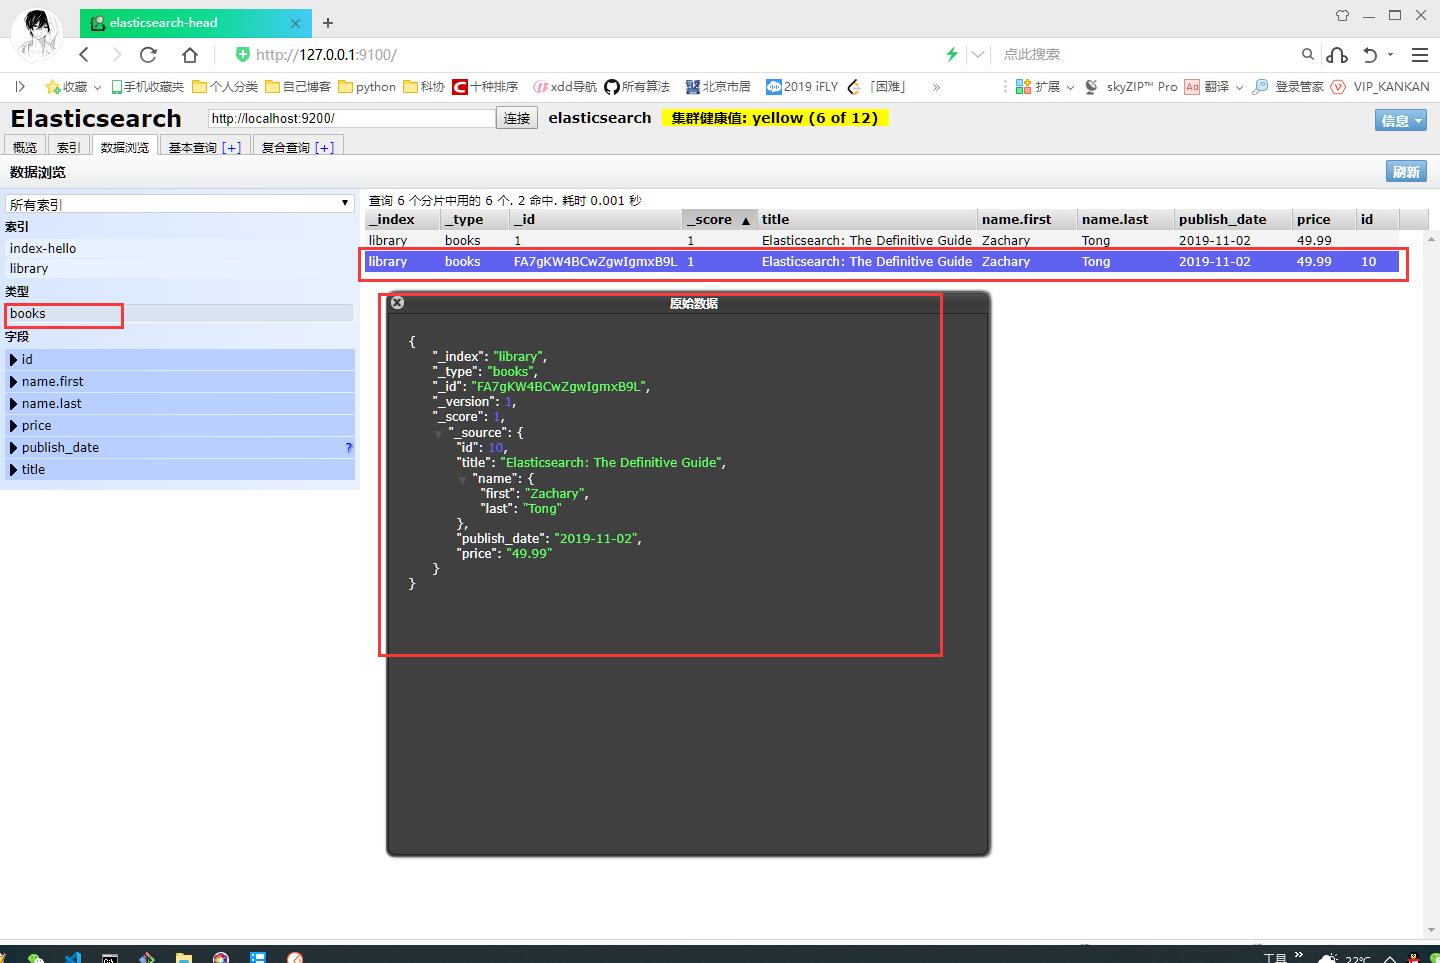 elasticsearch-head
http://127.0.0.1:9100/
点此搜索
收藏 手机收藏夹 个人分类 自己博客 python 科协 十种排序 xdd导航 所有算法 北京市居 2019 iFLY 「困难」 » 扩展 skyZIP™ Pro 翻译 登录管家 VIP_KANKAN
Elasticsearch http://localhost:9200/ 连接 elasticsearch 集群健康值: yellow (6 of 12) 信息
概览 索引 数据浏览 基本查询 [+] 复合查询 [+]
数据浏览 刷新
所有索引
索引
index-hello
library
类型
books
字段
id
name.first
name.last
price
publish_date ?
title
查询 6 个分片中用的 6 个. 2 命中. 耗时 0.001 秒
_index _type _id _score ▲ title name.first name.last publish_date price id
library books 1 1 Elasticsearch: The Definitive Guide Zachary Tong 2019-11-02 49.99
library books FA7gKW4BCwZgwIgmxB9L 1 Elasticsearch: The Definitive Guide Zachary Tong 2019-11-02 49.99 10
原始数据
{
"_index": "library",
"_type": "books",
"_id": "FA7gKW4BCwZgwIgmxB9L",
"_version": 1,
"_score": 1,
"_source": {
"id": 10,
"title": "Elasticsearch: The Definitive Guide",
"name": {
"first": "Zachary",
"last": "Tong"
},
"publish_date": "2019-11-02",
"price": "49.99"
}
}
工具 » 22℃